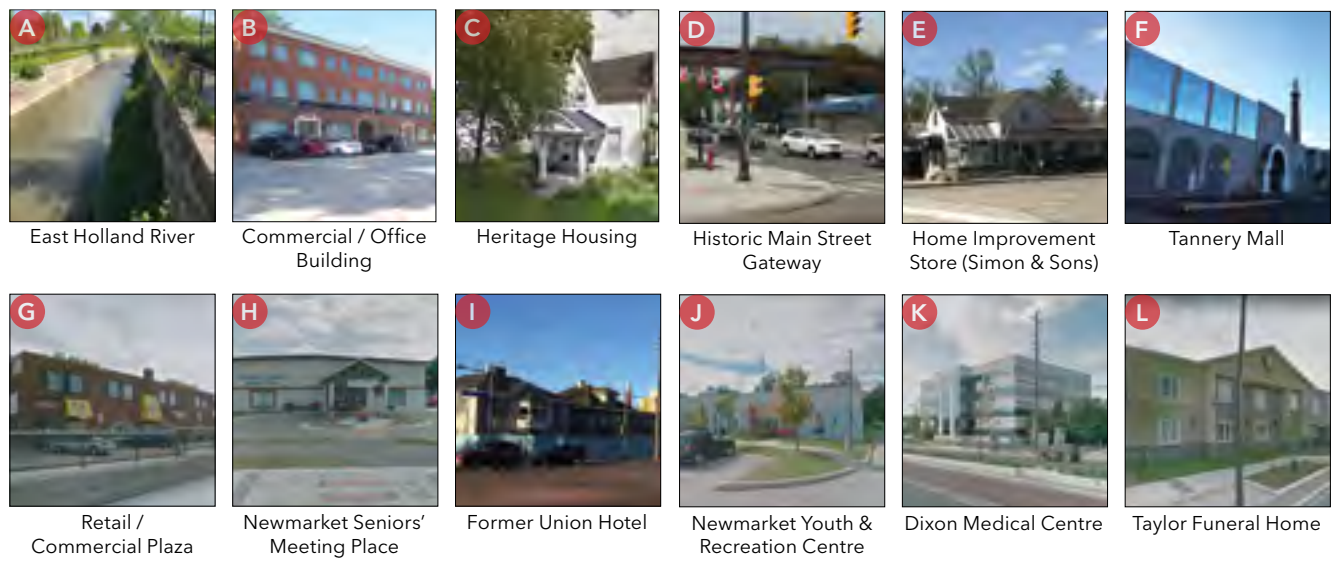 A
B
C
D
E
F
East Holland River
Commercial / Office
Building
Heritage Housing
Historic Main Street
Gateway
Home Improvement
Store (Simon & Sons)
Tannery Mall
G
H
I
J
K
L
Retail /
Commercial Plaza
Newmarket Seniors’
Meeting Place
Former Union Hotel
Newmarket Youth &
Recreation Centre
Dixon Medical Centre
Taylor Funeral Home